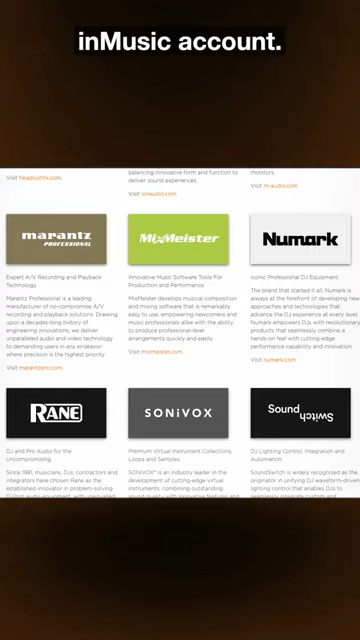 inMusic account.
balancing innovative form and function to
deliver sound experiences.
monitors.
Visit headrushfx.com.
Visit ionaudio.com.
Visit m-audio.com.
marantz
PROFESSIONAL
MixMeister
Numark
Expert A/V Recording and Playback
Technology
Marantz Professional is a leading
manufacturer of no-compromise A/V
recording and playback solutions. Drawing
upon a decades-long history of
engineering innovations, we deliver
unparalleled audio and video technology
to demanding users in any endeavor
where precision is the highest priority
Visit marantzpro.com.
Innovative Music Software Tools For
Production and Performance
MixMeister develops musical composition
and mixing software that is remarkably
easy to use, empowering newcomers and
music professionals alike with the ability
to produce professional-level
arrangements quickly and easily.
Visit mixmeister.com.
Iconic Professional DJ Equipment
The brand that started it all, Numark is
always at the forefront of developing new
approaches and technologies that
advance the DJ experience at every level.
Numark empowers DJs with revolutionary
products that seamlessly combine a
hands-on feel with cutting-edge
performance capability and innovation
Visit numark.com.
RANE
SONiVOX
SoundSwitch
DJ and Pro Audio for the
Uncompromising
Since 1981, musicians, DJs, contractors and
integrators have chosen Rane as the
established innovator in problem-solving
Premium Virtual Instrument Collections,
Loops and Samples
SONiVOX® is an industry leader in the
development of cutting-edge virtual
instruments, combining outstanding
DJ Lighting Control, Integration and
Automation
SoundSwitch is widely recognized as the
originator in unifying DJ waveform-driven
lighting control that enables DJs to